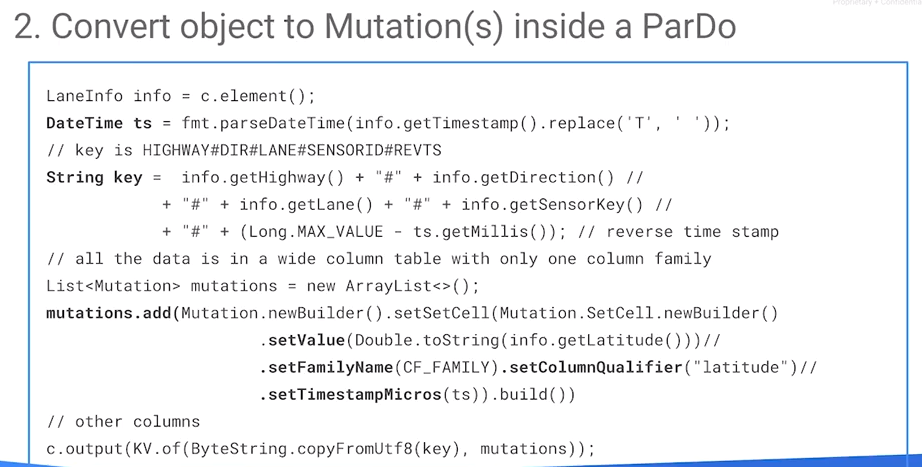 Proprietary + Confidential
2. Convert object to Mutation(s) inside a ParDo
LaneInfo info = c.element();
DateTime ts = fmt.parseDateTime(info.getTimestamp().replace('T', ' '));
// key is HIGHWAY#DIR#LANE#SENSORID#REVTS
String key =  info.getHighway() + "#" + info.getDirection() //
+ "#" + info.getLane() + "#" + info.getSensorKey() //
+ "#" + (Long.MAX_VALUE - ts.getMillis()); // reverse time stamp
// all the data is in a wide column table with only one column family
List<Mutation> mutations = new ArrayList<>();
mutations.add(Mutation.newBuilder().setSetCell(Mutation.SetCell.newBuilder()
.setValue(Double.toString(info.getLatitude()))//
.setFamilyName(CF_FAMILY).setColumnQualifier("latitude")//
.setTimestampMicros(ts)).build())
// other columns
c.output(KV.of(ByteString.copyFromUtf8(key), mutations));